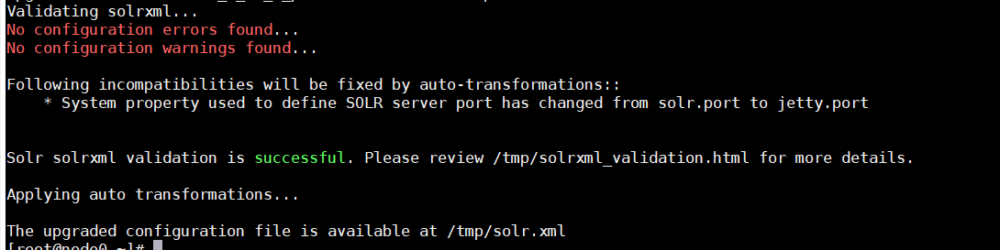 Validating solrxml...
No configuration errors found...
No configuration warnings found...
Following incompatibilities will be fixed by auto-transformations::
* System property used to define SOLR server port has changed from solr.port to jetty.port
Solr solrxml validation is successful. Please review /tmp/solrxml_validation.html for more details.
Applying auto transformations...
The upgraded configuration file is available at /tmp/solr.xml
[root@node0 ~]#